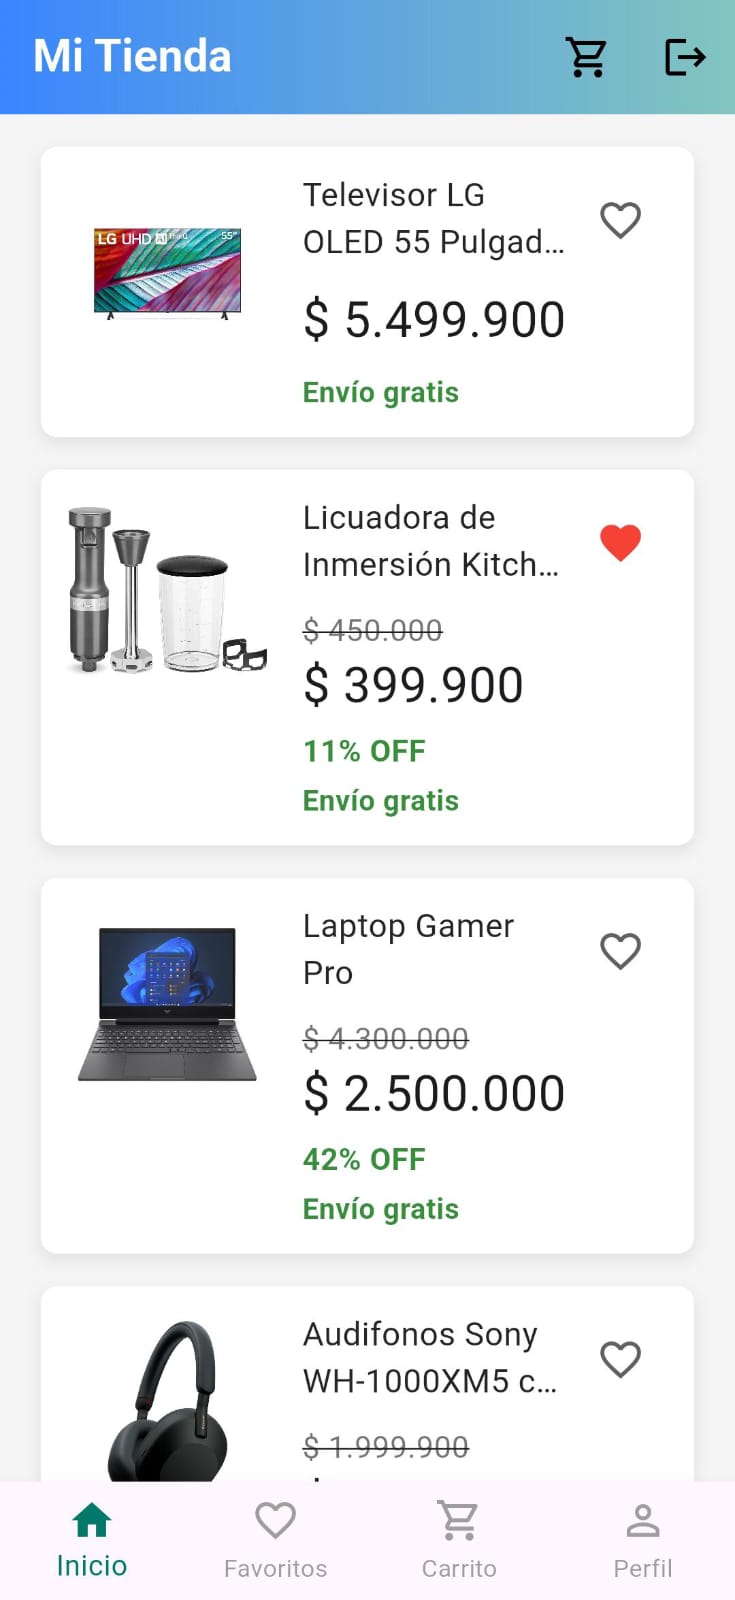 Mi Tienda
LG UHD AI ThinQ 55"
Televisor LG
OLED 55 Pulgad...
$ 5.499.900
Envío gratis
Licuadora de
Inmersión Kitch...
$ 450.000
$ 399.900
11% OFF
Envío gratis
Laptop Gamer
Pro
$ 4.300.000
$ 2.500.000
42% OFF
Envío gratis
Audifonos Sony
WH-1000XM5 c...
$ 1.999.900
Inicio
Favoritos
Carrito
Perfil